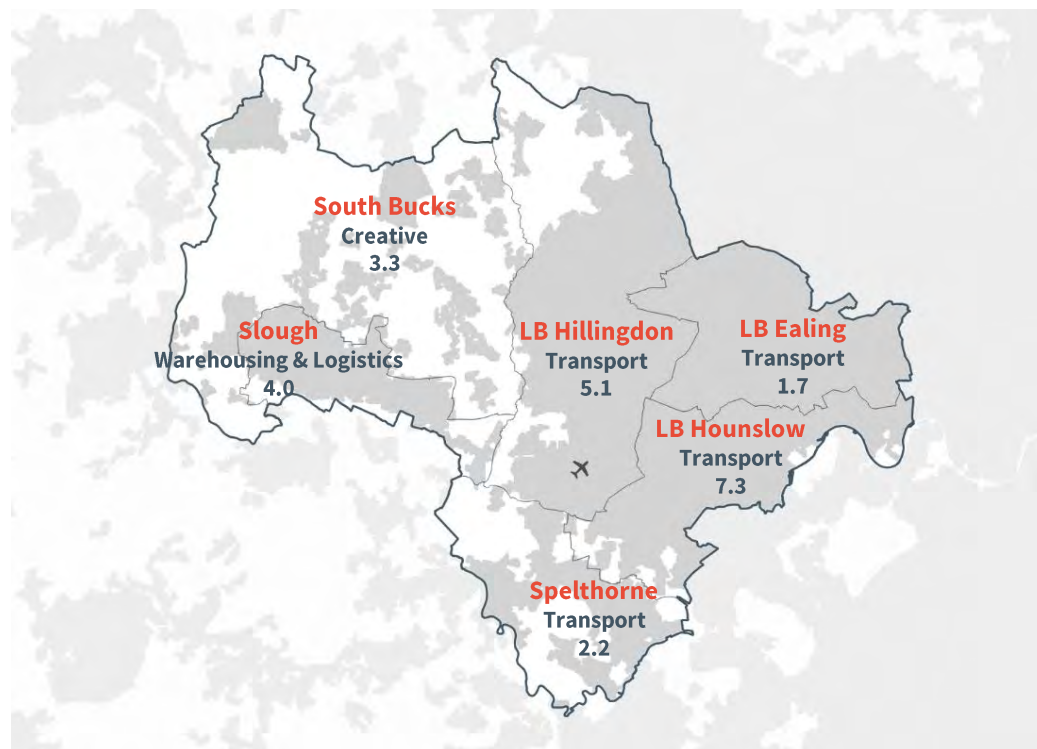 South Bucks
Creative
3.3
Slough
Warehousing & Logistics
4.0
LB Hillingdon
Transport
5.1
LB Ealing
Transport
1.7
LB Hounslow
Transport
7.3
Spelthorne
Transport
2.2